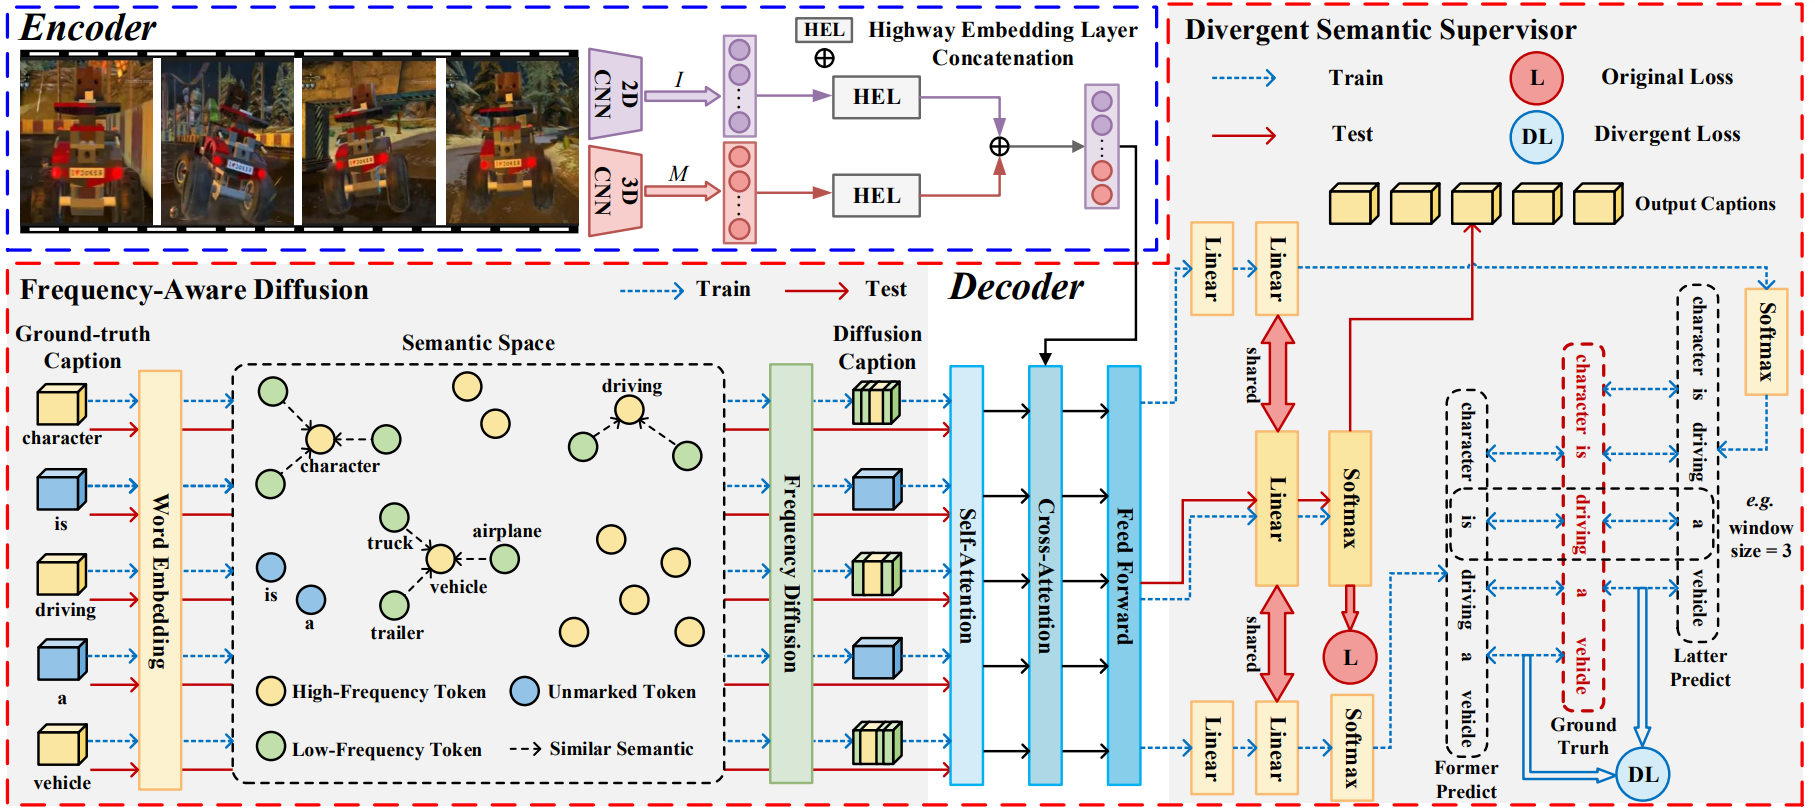 Encoder
2D CNN
3D CNN
I
M
HEL
HEL
HEL
Highway Embedding Layer
Concatenation
Divergent Semantic Supervisor
Train
Test
L
Original Loss
DL
Divergent Loss
Output Captions
Frequency-Aware Diffusion
Train
Test
Decoder
Ground-truth
Caption
character
is
driving
a
vehicle
Word Embedding
Semantic Space
character
driving
truck
airplane
vehicle
trailer
is
a
High-Frequency Token
Unmarked Token
Low-Frequency Token
Similar Semantic
Frequency Diffusion
Diffusion
Caption
Self-Attention
Cross-Attention
Feed Forward
Linear
Linear
shared
Linear
Softmax
shared
L
Linear
Linear
Softmax
Softmax
character is driving a vehicle
Former
Predict
character is driving a vehicle
Ground
Trurh
character is driving a vehicle
Latter
Predict
e.g.
window
size = 3
DL